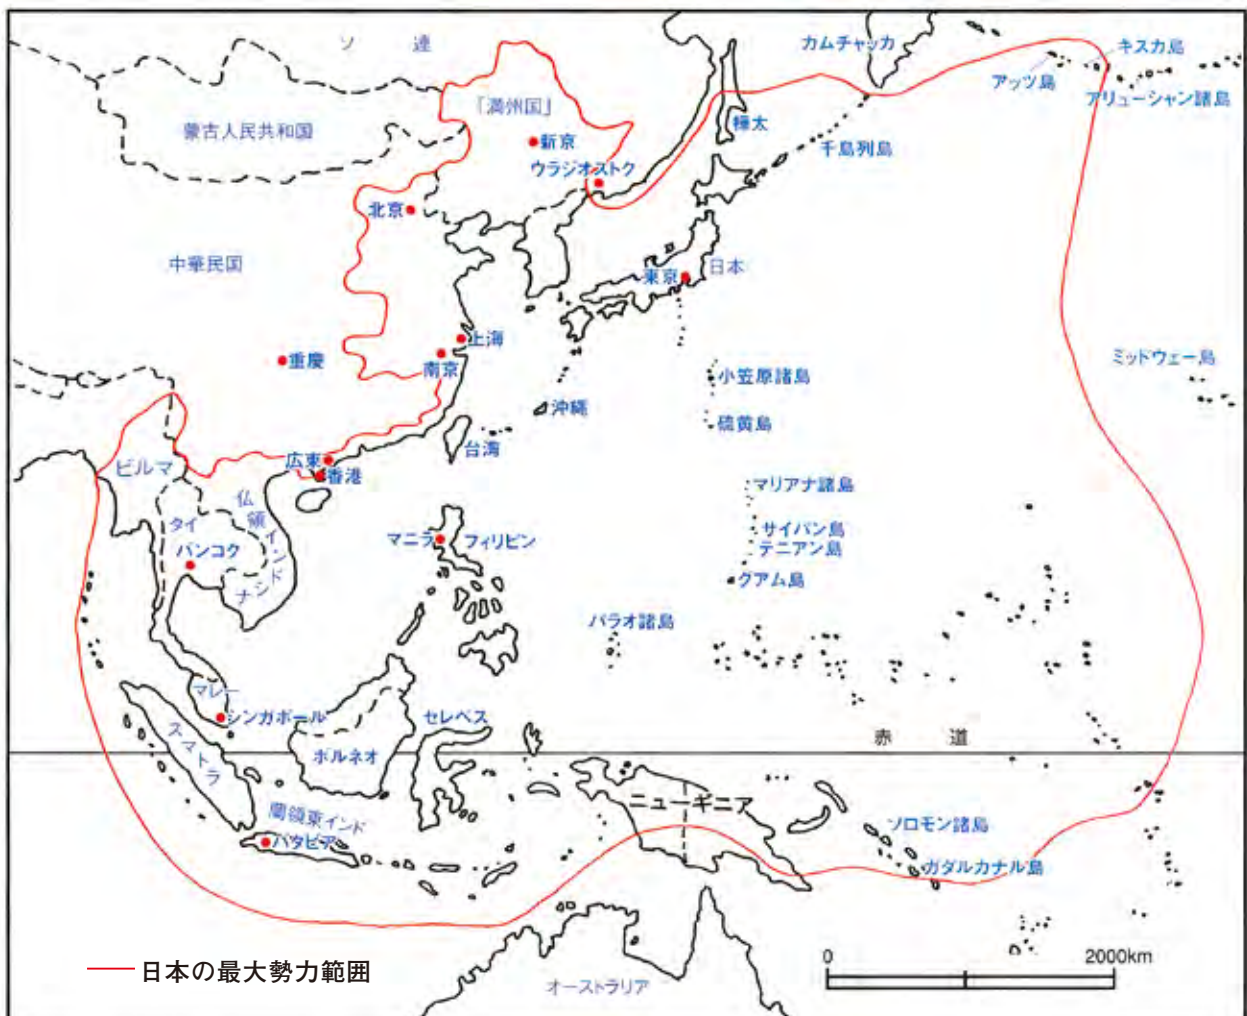 ソ 連
カムチャッカ
キスカ島
アッツ島
アリューシャン諸島
「満州国」
蒙古人民共和国
新京
樺太
千島列島
ウラジオストク
北京
中華民国
東京
日本
上海
重慶
南京
ミッドウェー島
小笠原諸島
沖縄
硫黄島
台湾
ビルマ
広東
香港
マリアナ諸島
仏領インドシナ
タイ
サイパン島
マニラ
フィリピン
バンコク
テニアン島
クアム島
パラオ諸島
マレー
シンガポール
セレベス
スマトラ
ボルネオ
赤 道
ニューギニア
蘭領東インド
ソロモン諸島
バタビア
ガダルカナル島
日本の最大勢力範囲
0 2000km
オーストラリア